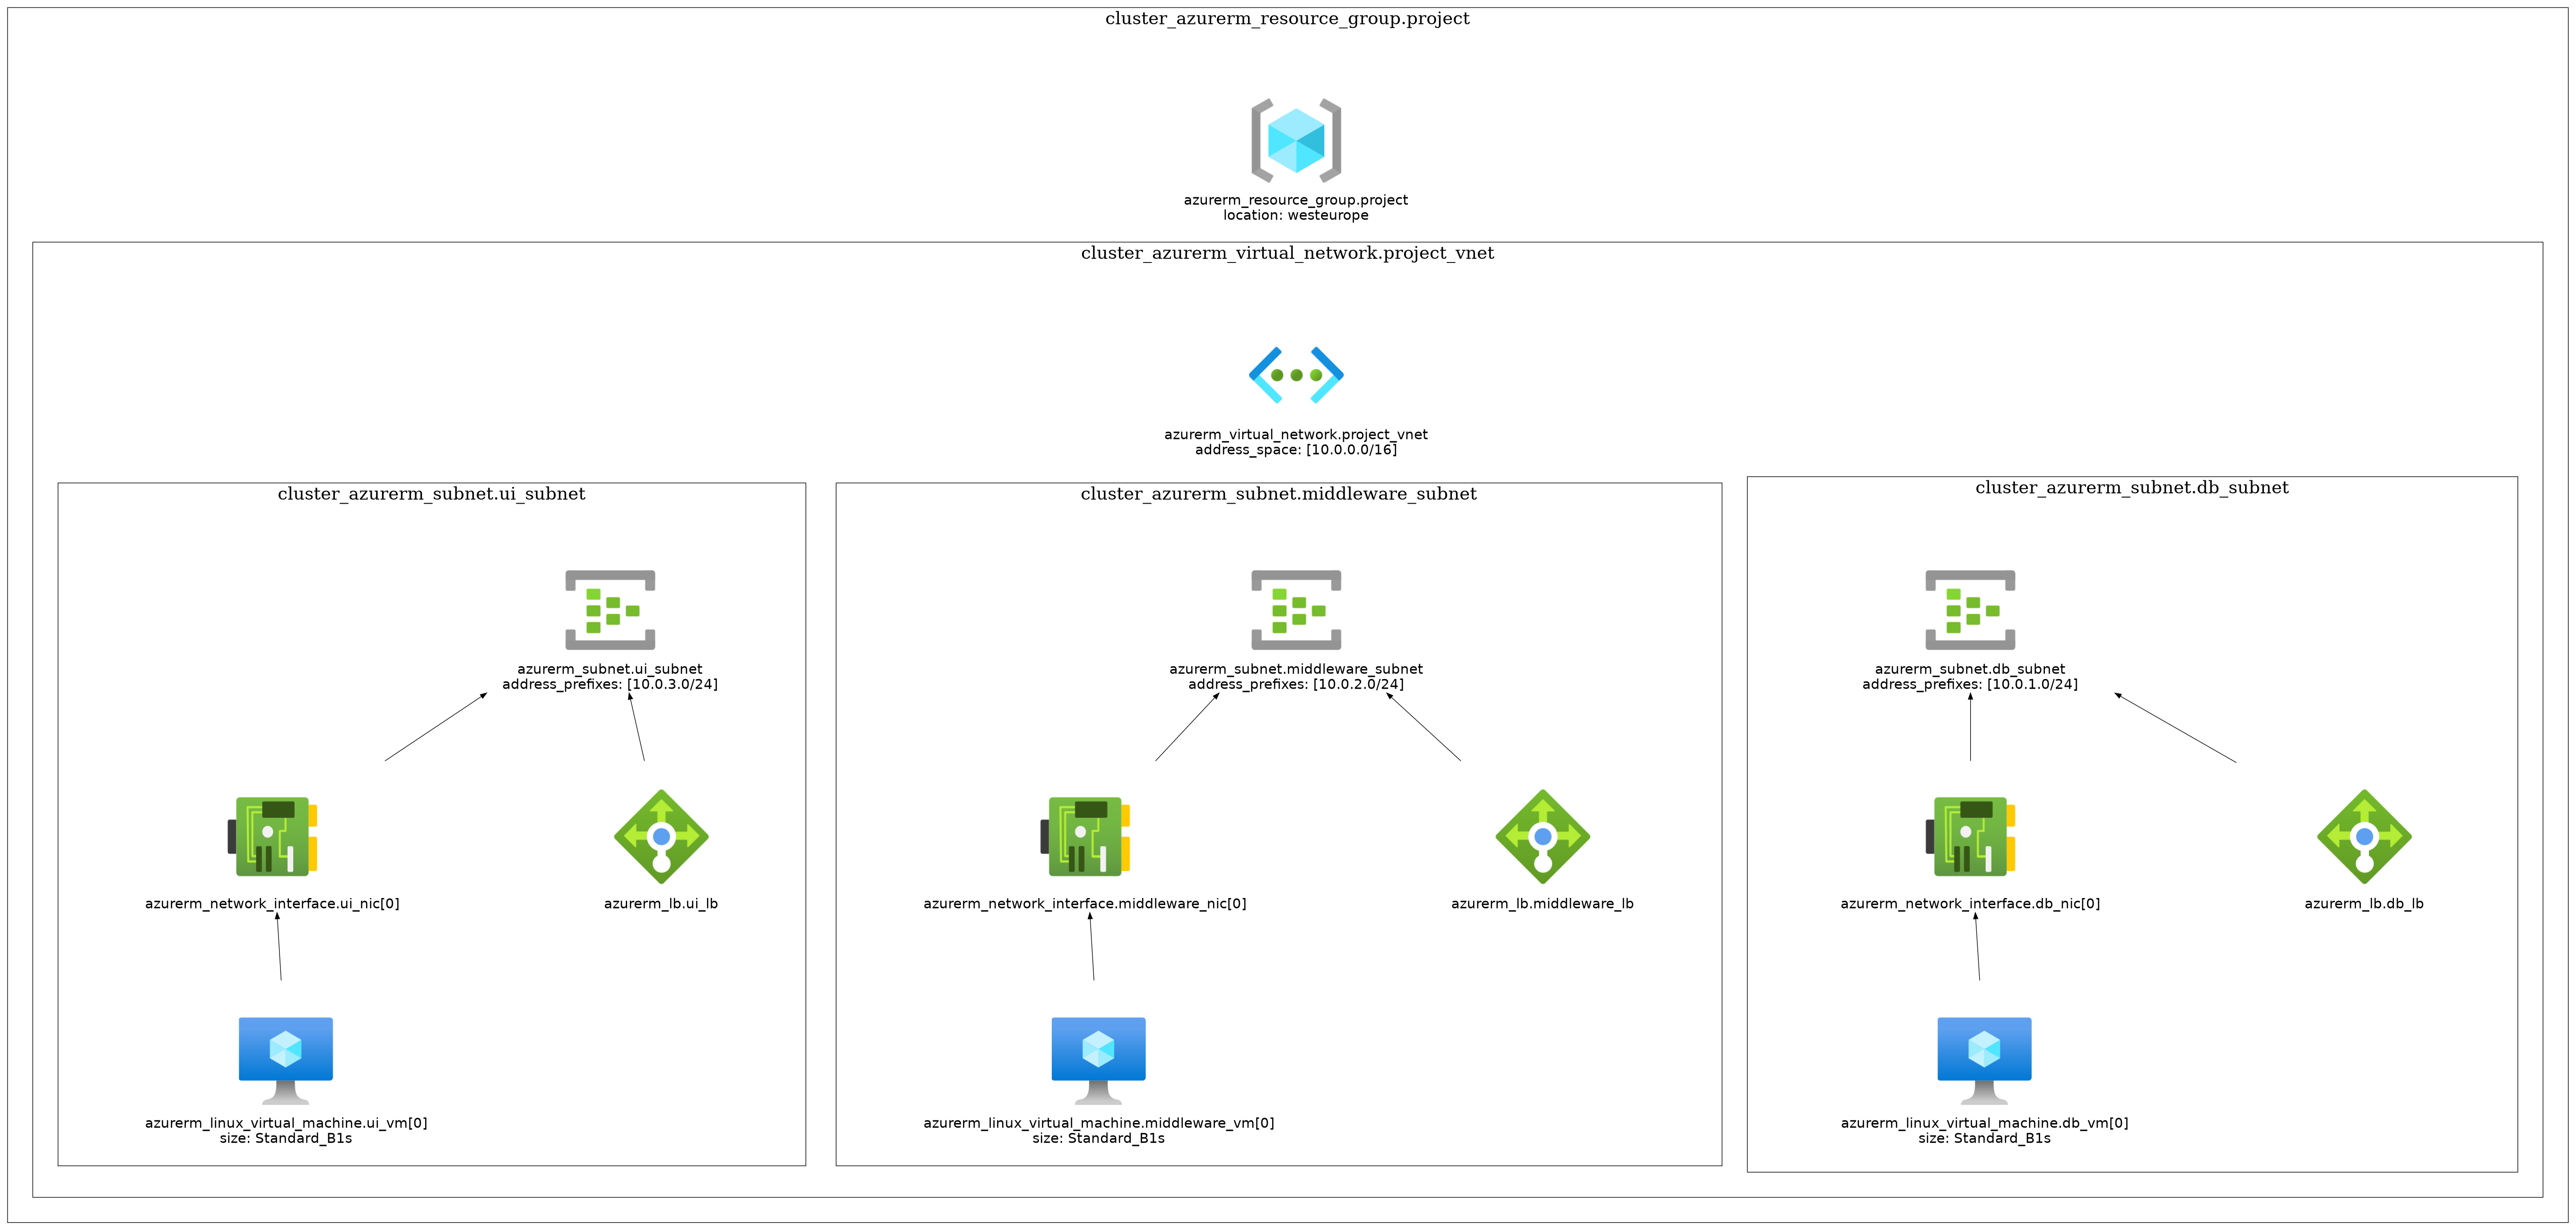 cluster_azurerm_resource_group.project
azurerm_resource_group.project
location: westeurope
cluster_azurerm_virtual_network.project_vnet
azurerm_virtual_network.project_vnet
address_space: [10.0.0.0/16]
cluster_azurerm_subnet.ui_subnet
azurerm_subnet.ui_subnet
address_prefixes: [10.0.3.0/24]
azurerm_network_interface.ui_nic[0]
azurerm_lb.ui_lb
azurerm_linux_virtual_machine.ui_vm[0]
size: Standard_B1s
cluster_azurerm_subnet.middleware_subnet
azurerm_subnet.middleware_subnet
address_prefixes: [10.0.2.0/24]
azurerm_network_interface.middleware_nic[0]
azurerm_lb.middleware_lb
azurerm_linux_virtual_machine.middleware_vm[0]
size: Standard_B1s
cluster_azurerm_subnet.db_subnet
azurerm_subnet.db_subnet
address_prefixes: [10.0.1.0/24]
azurerm_network_interface.db_nic[0]
azurerm_lb.db_lb
azurerm_linux_virtual_machine.db_vm[0]
size: Standard_B1s